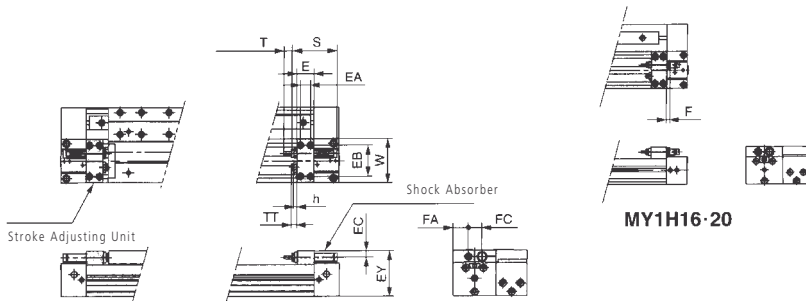 T
S
E
EA
F
EB
W
h
TT
Shock Absorber
Stroke Adjusting Unit
EC
EY
FA
FC
MY1H16·20